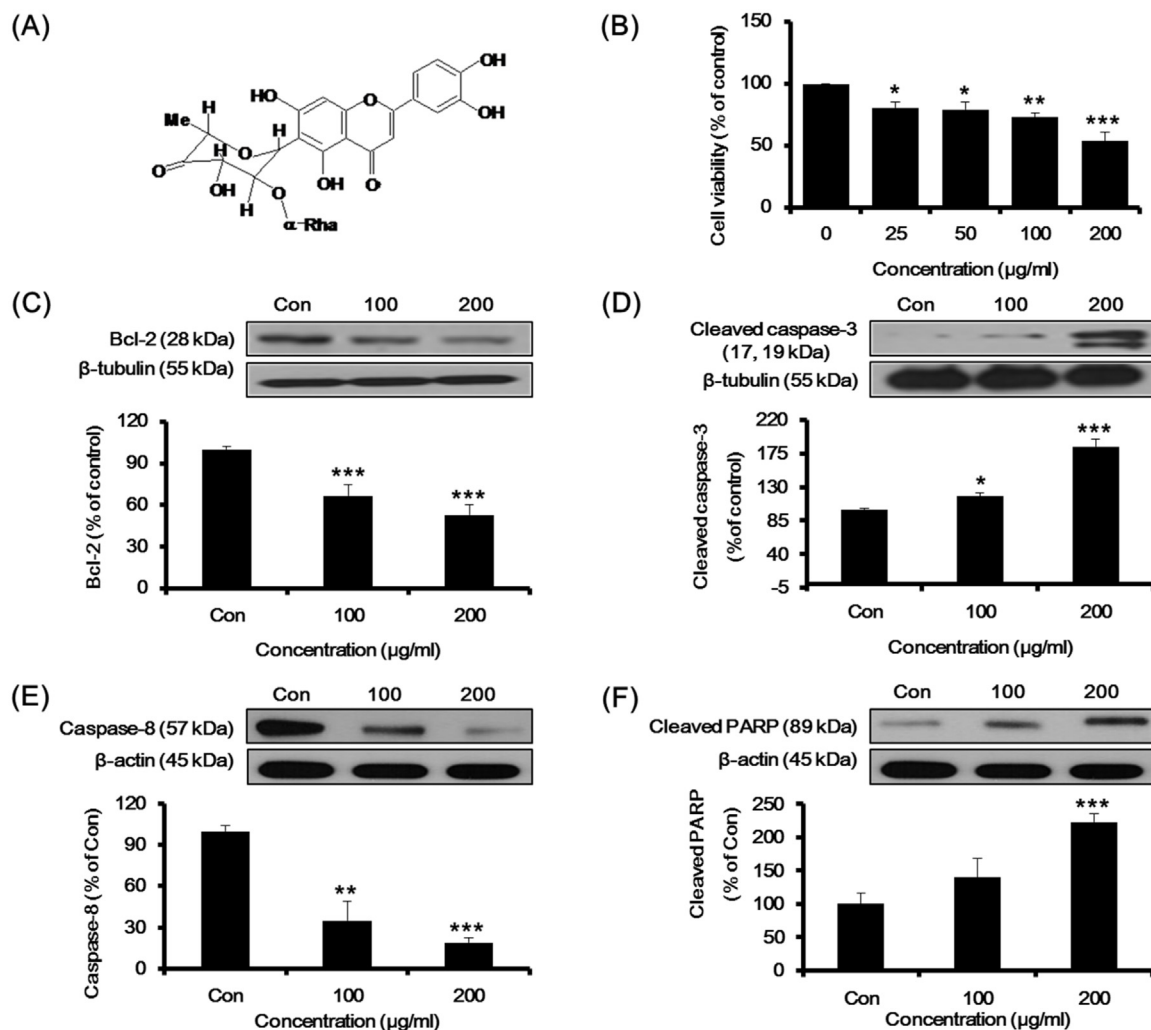 (A)
OH
OH
HO
O
H
Me
H
O
H
O
OH
O
OH
O
H
α-Rha
(B)
Cell viability (% of control)
150
100
50
0
*
*
**
***
0 25 50 100 200
Concentration (µg/ml)
(C)
Con 100 200
Bcl-2 (28 kDa)
β-tubulin (55 kDa)
Bcl-2 (% of control)
120
90
60
30
0
***
***
Con 100 200
Concentration (µg/ml)
(D)
Con 100 200
Cleaved caspase-3
(17, 19 kDa)
β-tubulin (55 kDa)
Cleaved caspase-3
(% of control)
220
175
130
85
40
-5
*
***
Con 100 200
Concentration (µg/ml)
(E)
Con 100 200
Caspase-8 (57 kDa)
β-actin (45 kDa)
Caspase-8 (% of Con)
120
90
60
30
0
**
***
Con 100 200
Concentration (µg/ml)
(F)
Con 100 200
Cleaved PARP (89 kDa)
β-actin (45 kDa)
Cleaved PARP
(% of Con)
250
200
150
100
50
0
***
Con 100 200
Concentration (µg/ml)